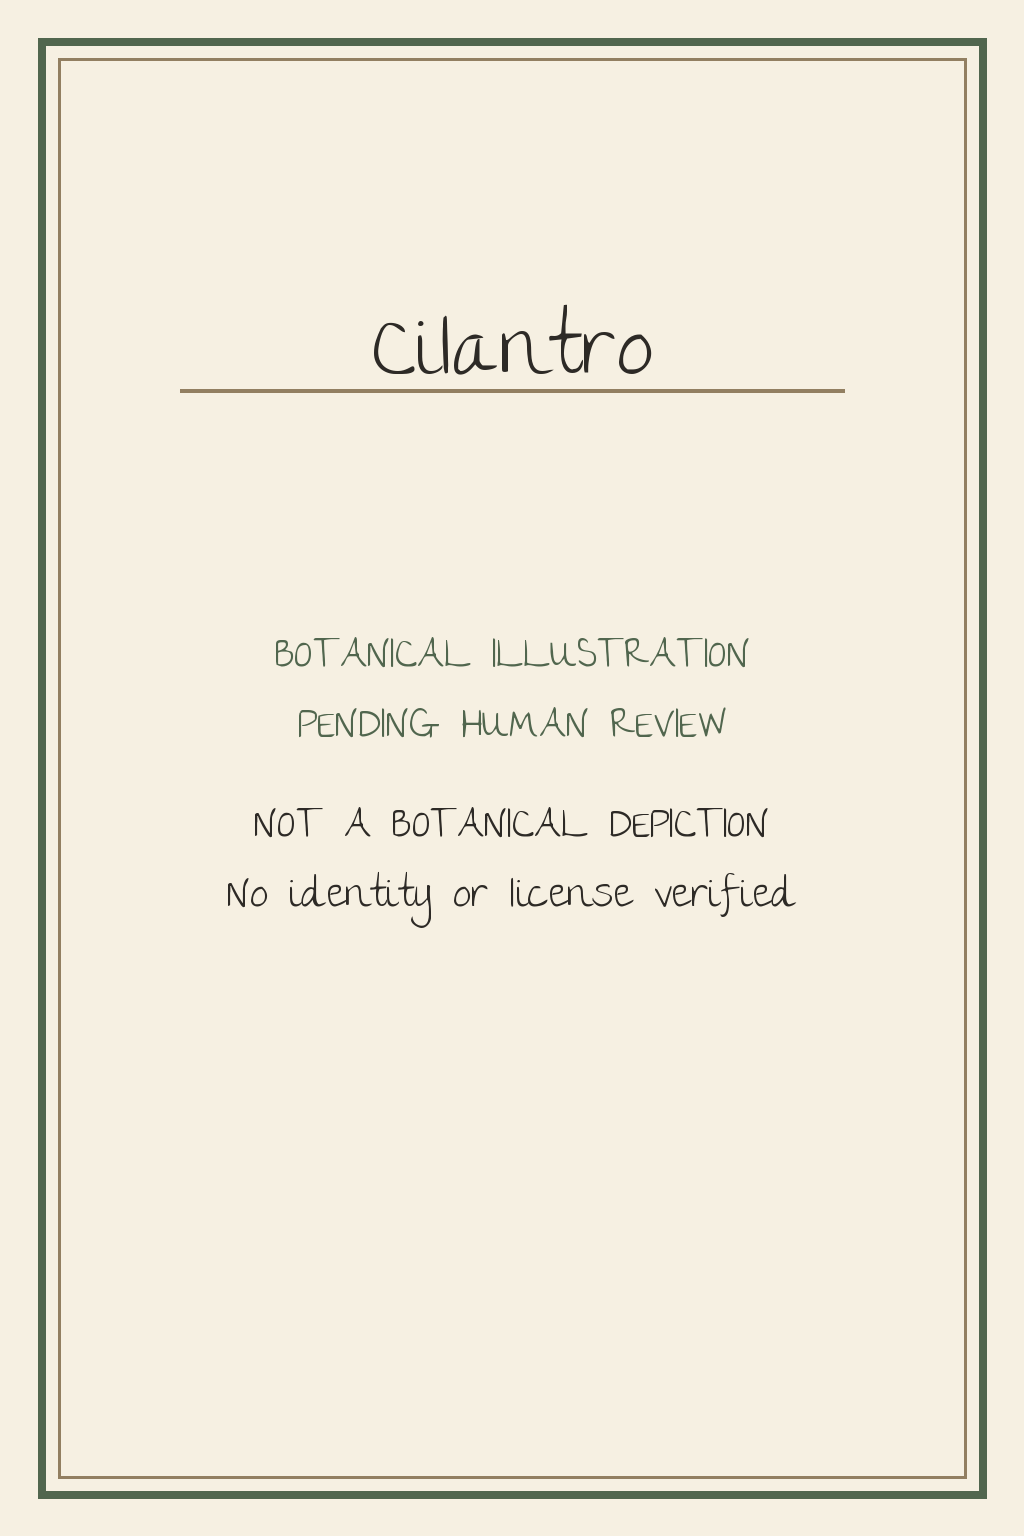 Cilantro
BOTANICAL ILLUSTRATION
PENDING HUMAN REVIEW
NOT A BOTANICAL DEPICTION
No identity or license verified